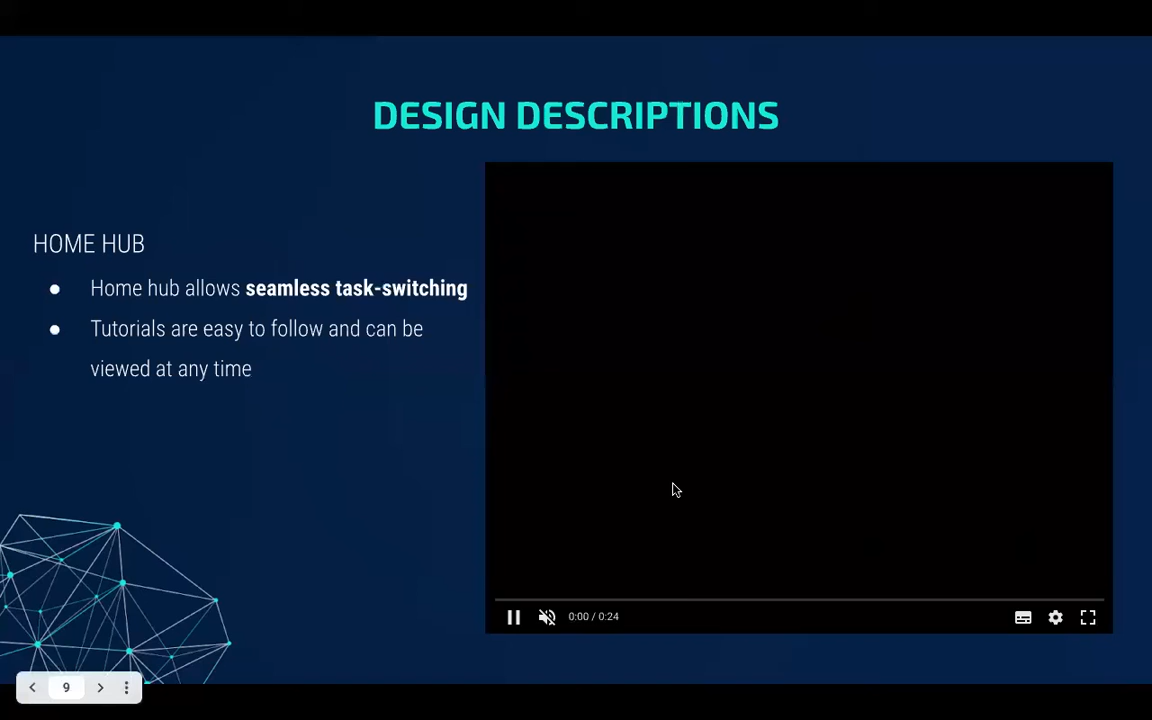 DESIGN DESCRIPTIONS
HOME HUB
● Home hub allows seamless task-switching
● Tutorials are easy to follow and can be
viewed at any time
0:00 / 0:24
9